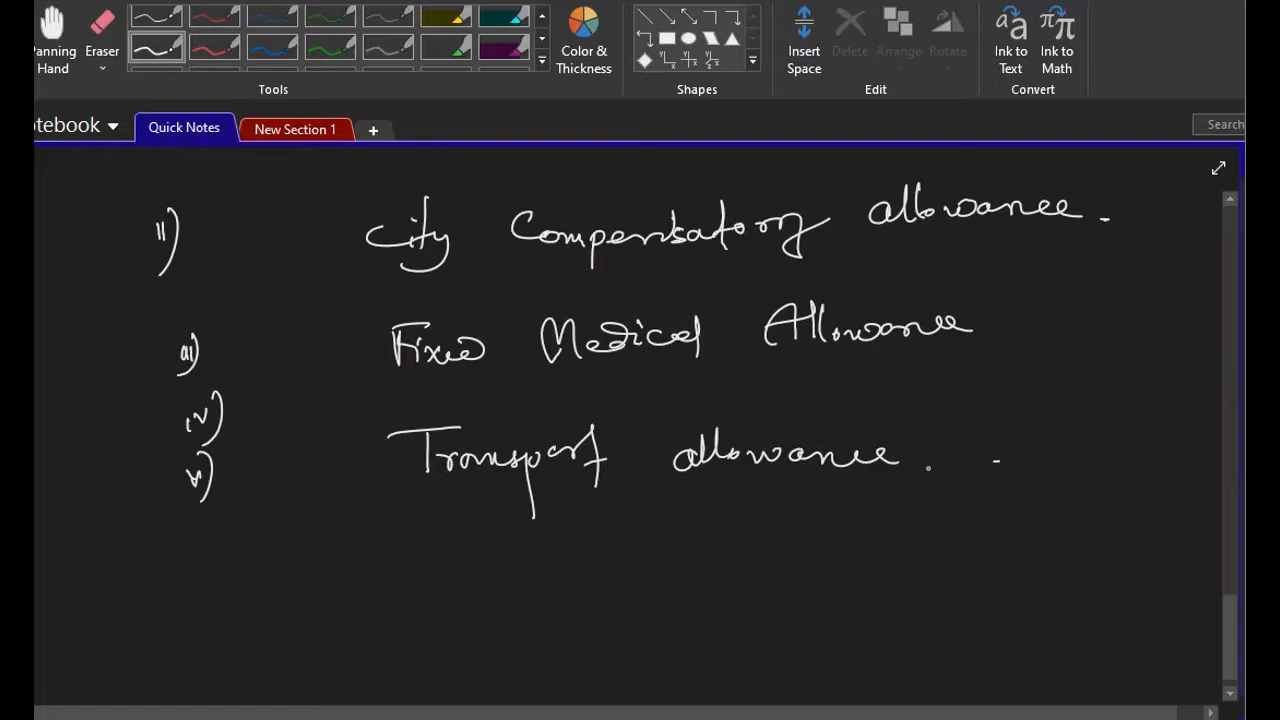 Panning Hand
Eraser
Color & Thickness
Insert Space
Delete
Arrange
Rotate
Ink to Text
Ink to Math
Tools
Shapes
Edit
Convert
tebook
Quick Notes
New Section 1
+
Search
ii) City Compensatory allowance.
iii) Fixed Medical Allowance
iv)
v) Transport allowance. -